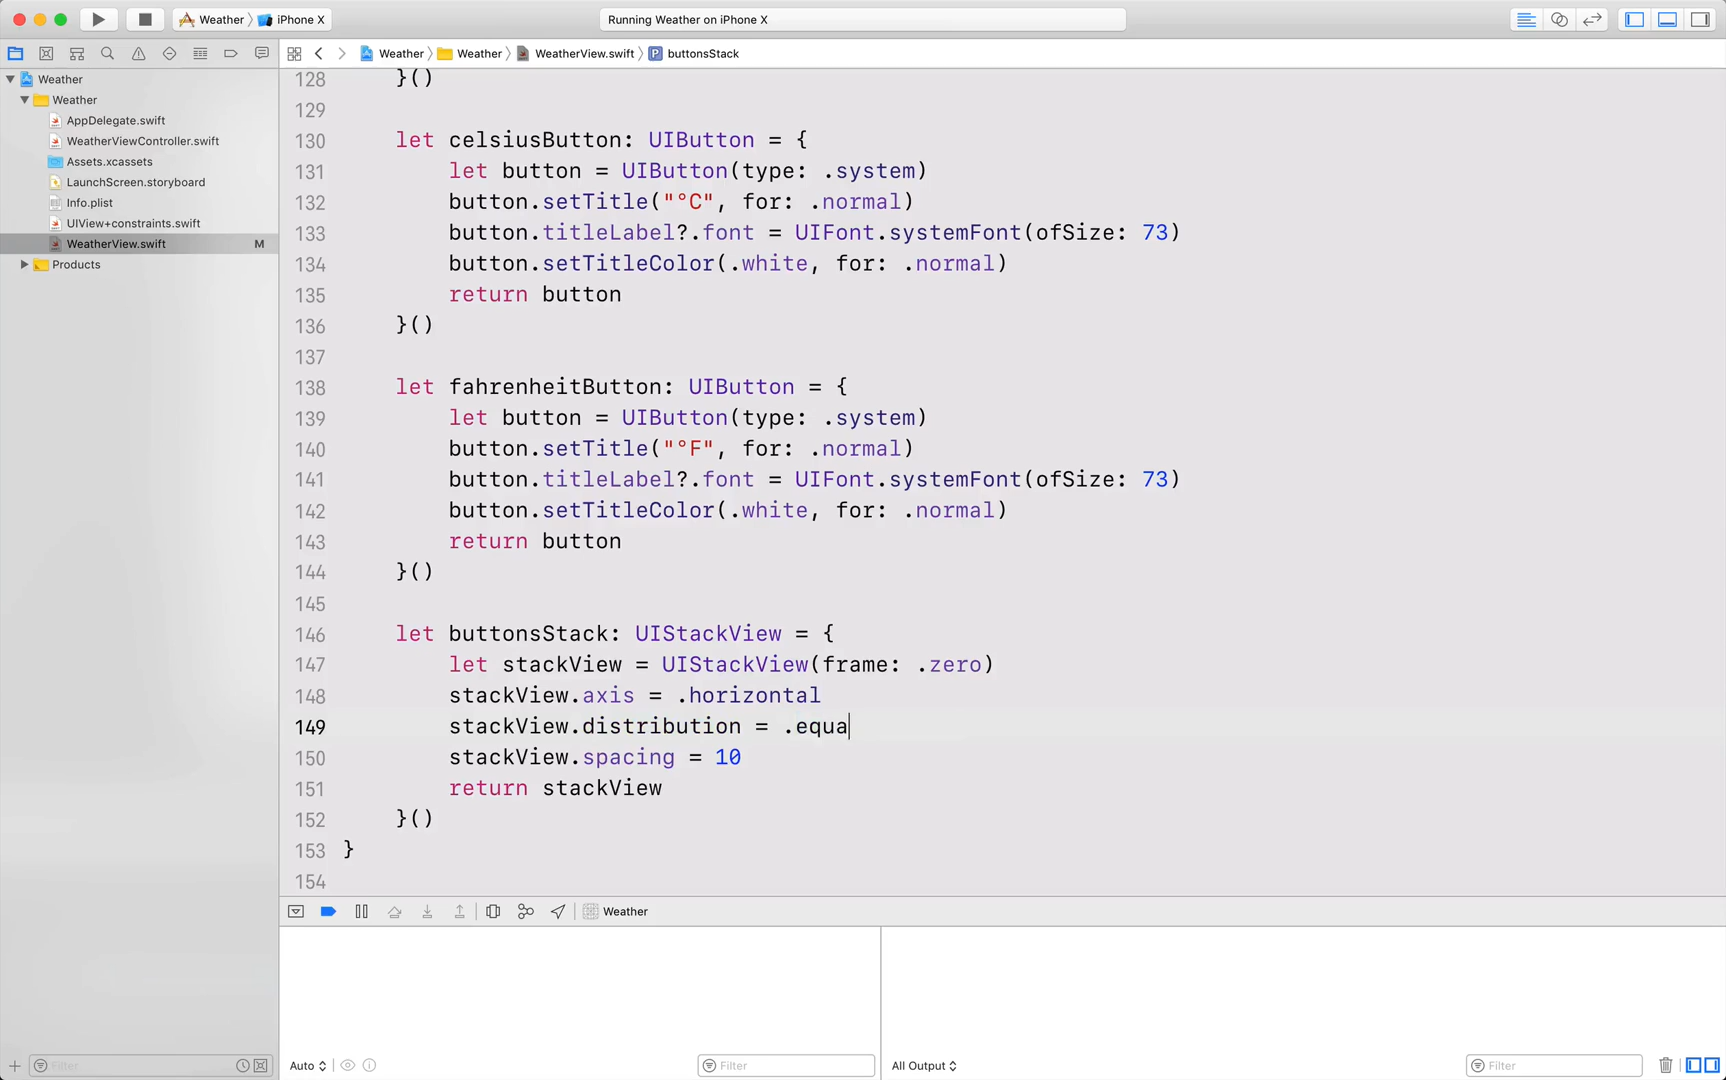 Weather
iPhone X
Running Weather on iPhone X
Weather
Weather
WeatherView.swift
buttonsStack
Weather
Weather
AppDelegate.swift
WeatherViewController.swift
Assets.xcassets
LaunchScreen.storyboard
Info.plist
UIView+constraints.swift
WeatherView.swift M
Products
128 }()
129
130 let celsiusButton: UIButton = {
131 let button = UIButton(type: .system)
132 button.setTitle("°C", for: .normal)
133 button.titleLabel?.font = UIFont.systemFont(ofSize: 73)
134 button.setTitleColor(.white, for: .normal)
135 return button
136 }()
137
138 let fahrenheitButton: UIButton = {
139 let button = UIButton(type: .system)
140 button.setTitle("°F", for: .normal)
141 button.titleLabel?.font = UIFont.systemFont(ofSize: 73)
142 button.setTitleColor(.white, for: .normal)
143 return button
144 }()
145
146 let buttonsStack: UIStackView = {
147 let stackView = UIStackView(frame: .zero)
148 stackView.axis = .horizontal
149 stackView.distribution = .equa
150 stackView.spacing = 10
151 return stackView
152 }()
153 }
154
Weather
Filter
Auto
Filter
All Output
Filter